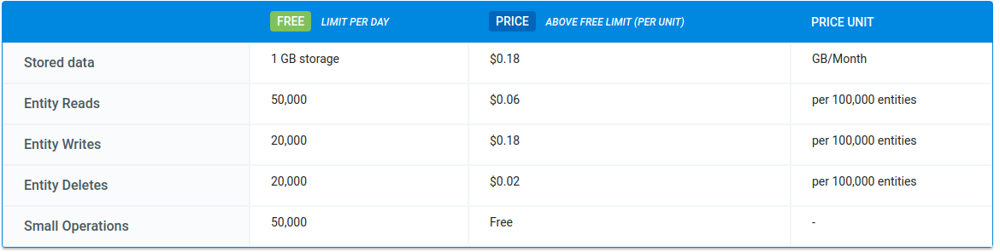 FREE LIMIT PER DAY PRICE ABOVE FREE LIMIT (PER UNIT) PRICE UNIT
Stored data 1 GB storage $0.18 GB/Month
Entity Reads 50,000 $0.06 per 100,000 entities
Entity Writes 20,000 $0.18 per 100,000 entities
Entity Deletes 20,000 $0.02 per 100,000 entities
Small Operations 50,000 Free -